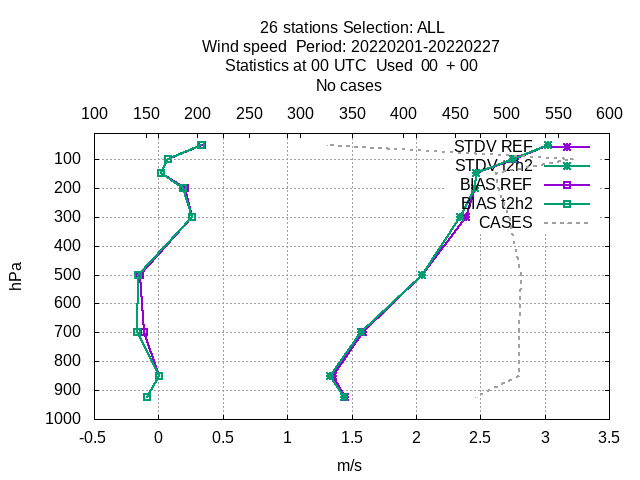 26 stations Selection: ALL
Wind speed  Period: 20220201-20220227
Statistics at 00 UTC  Used  00  + 00
No cases
100 150 200 250 300 350 400 450 500 550 600
STDV REF
STDV t2h2
BIAS REF
BIAS t2h2
CASES
100
200
300
400
500
600
700
800
900
1000
hPa
-0.5 0 0.5 1 1.5 2 2.5 3 3.5
m/s